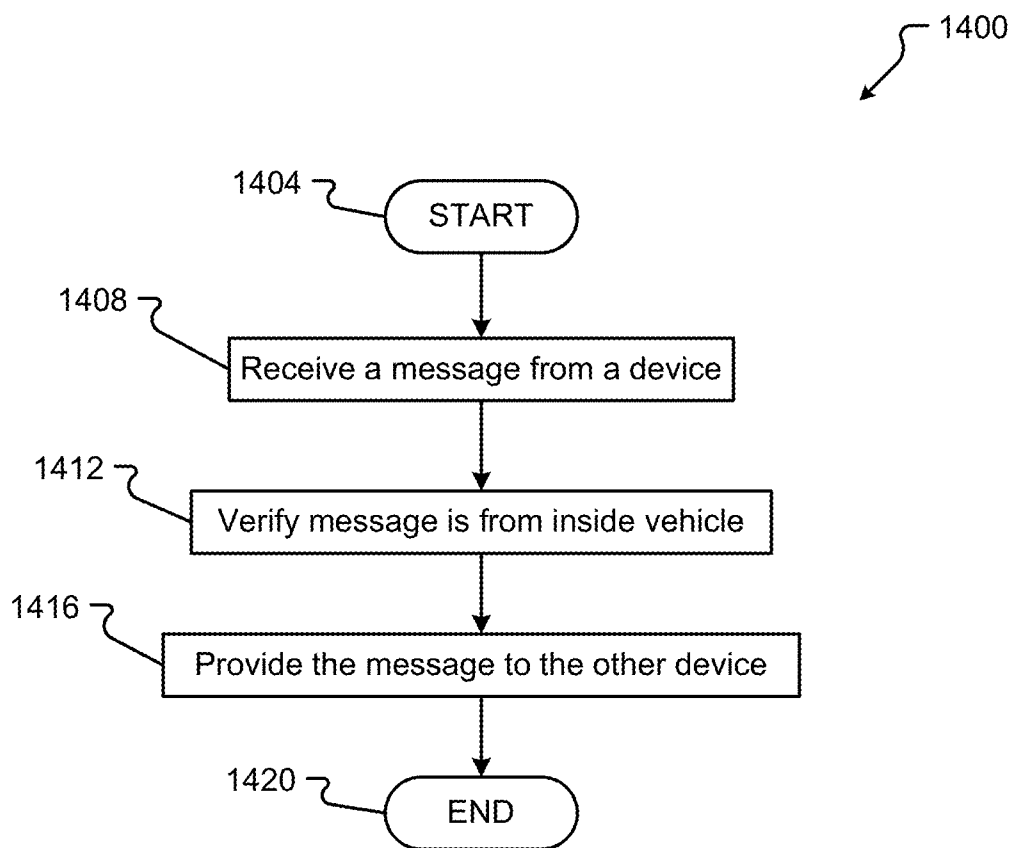 1400
1404
START
1408
Receive a message from a device
1412
Verify message is from inside vehicle
1416
Provide the message to the other device
1420
END